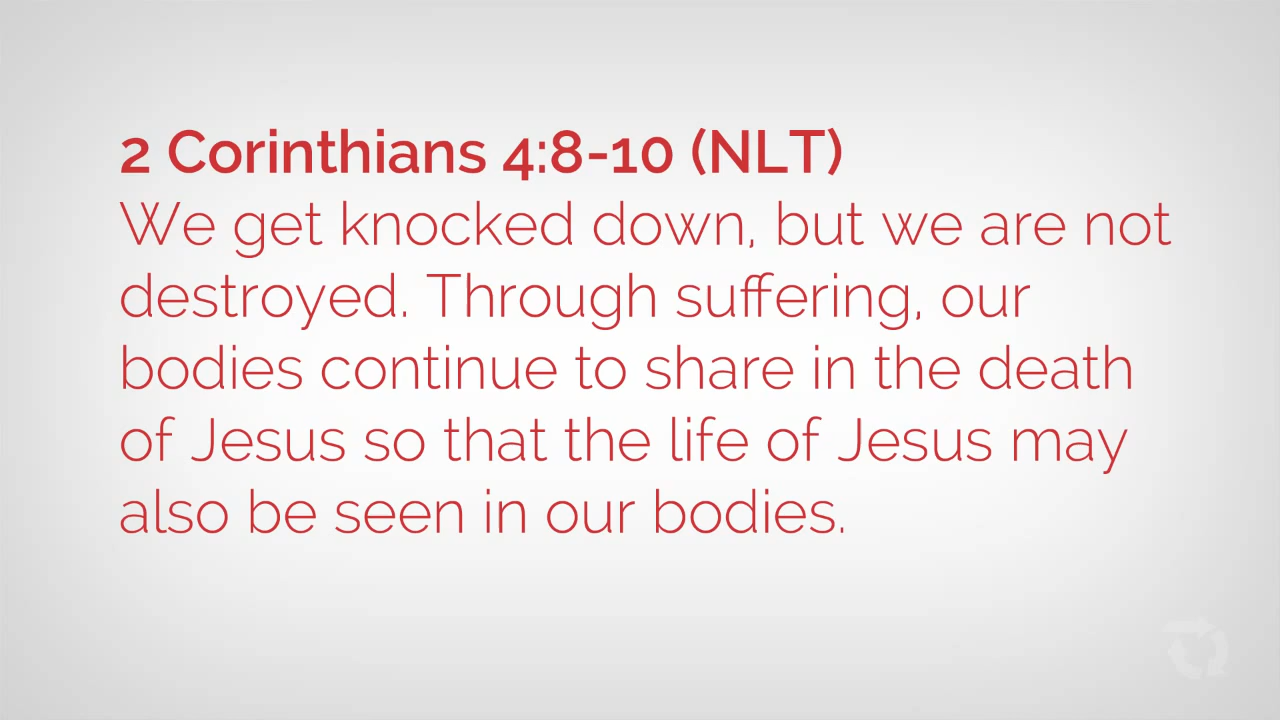 2 Corinthians 4:8-10 (NLT)
We get knocked down, but we are not
destroyed. Through suffering, our
bodies continue to share in the death
of Jesus so that the life of Jesus may
also be seen in our bodies.